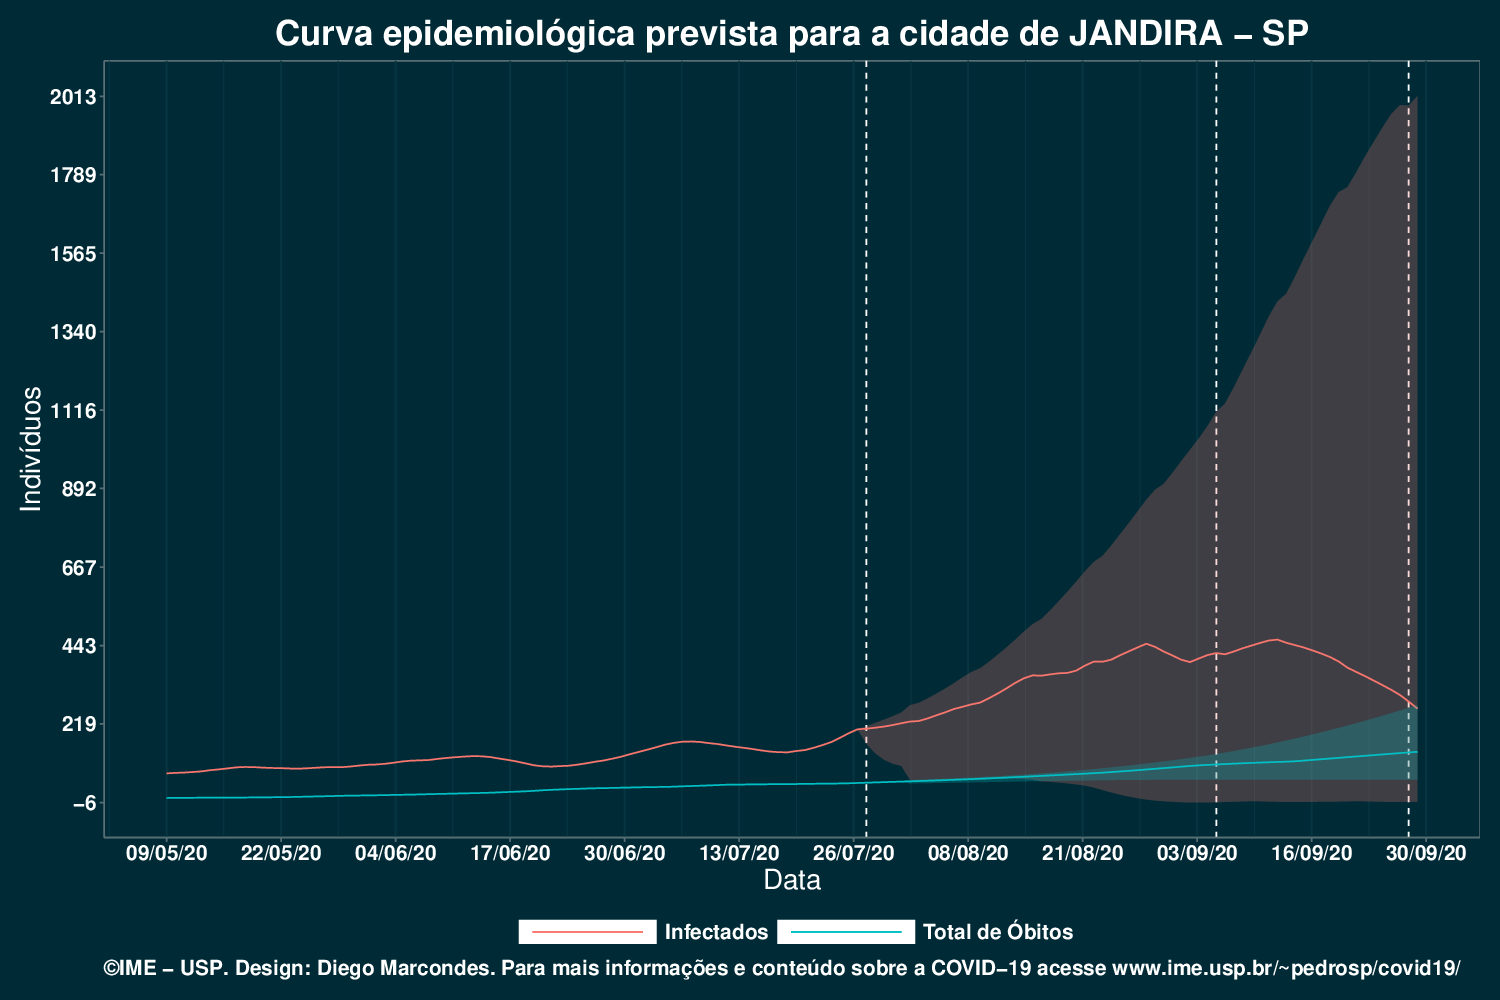 Curva epidemiológica prevista para a cidade de JANDIRA − SP
2013
1789
1565
1340
1116
892
667
443
219
−6
Indivíduos
09/05/20 22/05/20 04/06/20 17/06/20 30/06/20 13/07/20 26/07/20 08/08/20 21/08/20 03/09/20 16/09/20 30/09/20
Data
Infectados Total de Óbitos
©IME − USP. Design: Diego Marcondes. Para mais informações e conteúdo sobre a COVID−19 acesse www.ime.usp.br/~pedrosp/covid19/